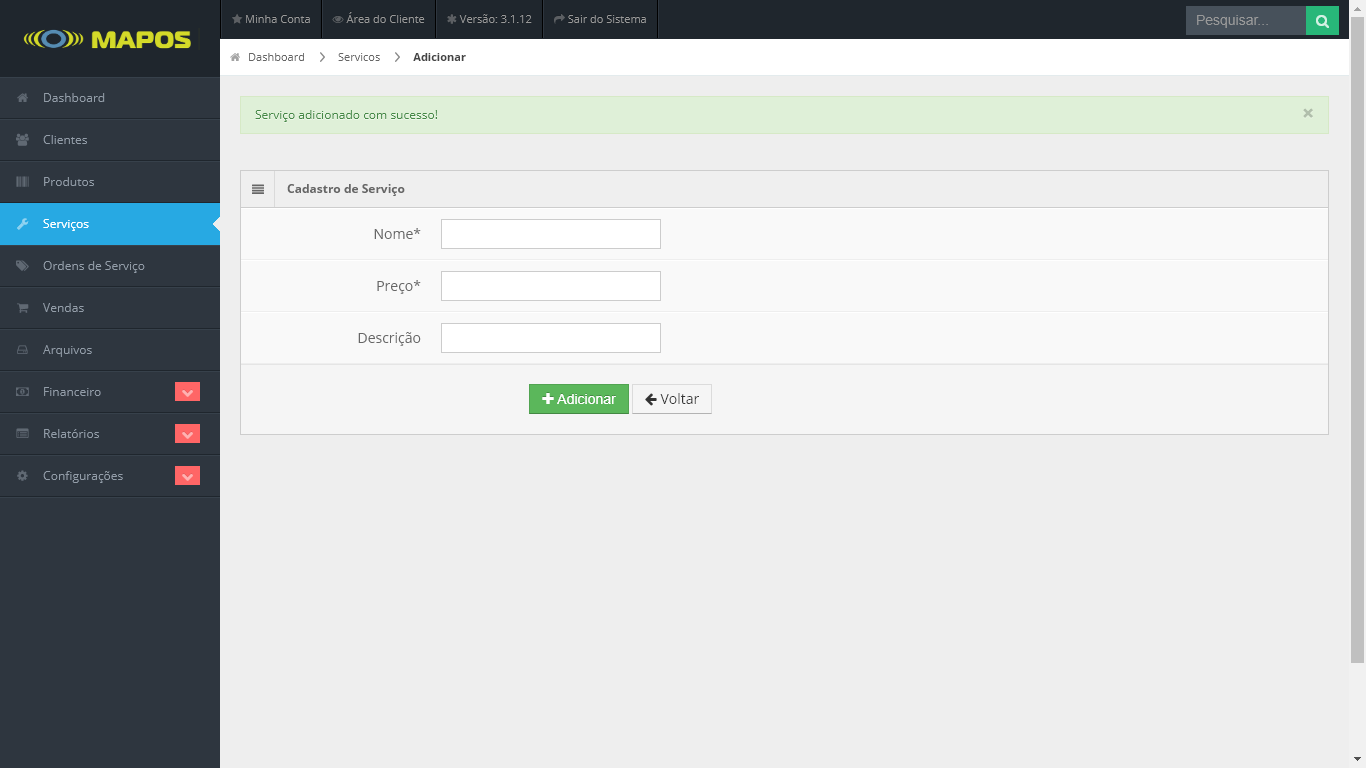 MAPOS
Minha Conta
Área do Cliente
Versão: 3.1.12
Sair do Sistema
Pesquisar...
Dashboard
Servicos
Adicionar
Dashboard
Clientes
Produtos
Serviços
Ordens de Serviço
Vendas
Arquivos
Financeiro
Relatórios
Configurações
Serviço adicionado com sucesso!
×
Cadastro de Serviço
Nome*
Preço*
Descrição
Adicionar
Voltar